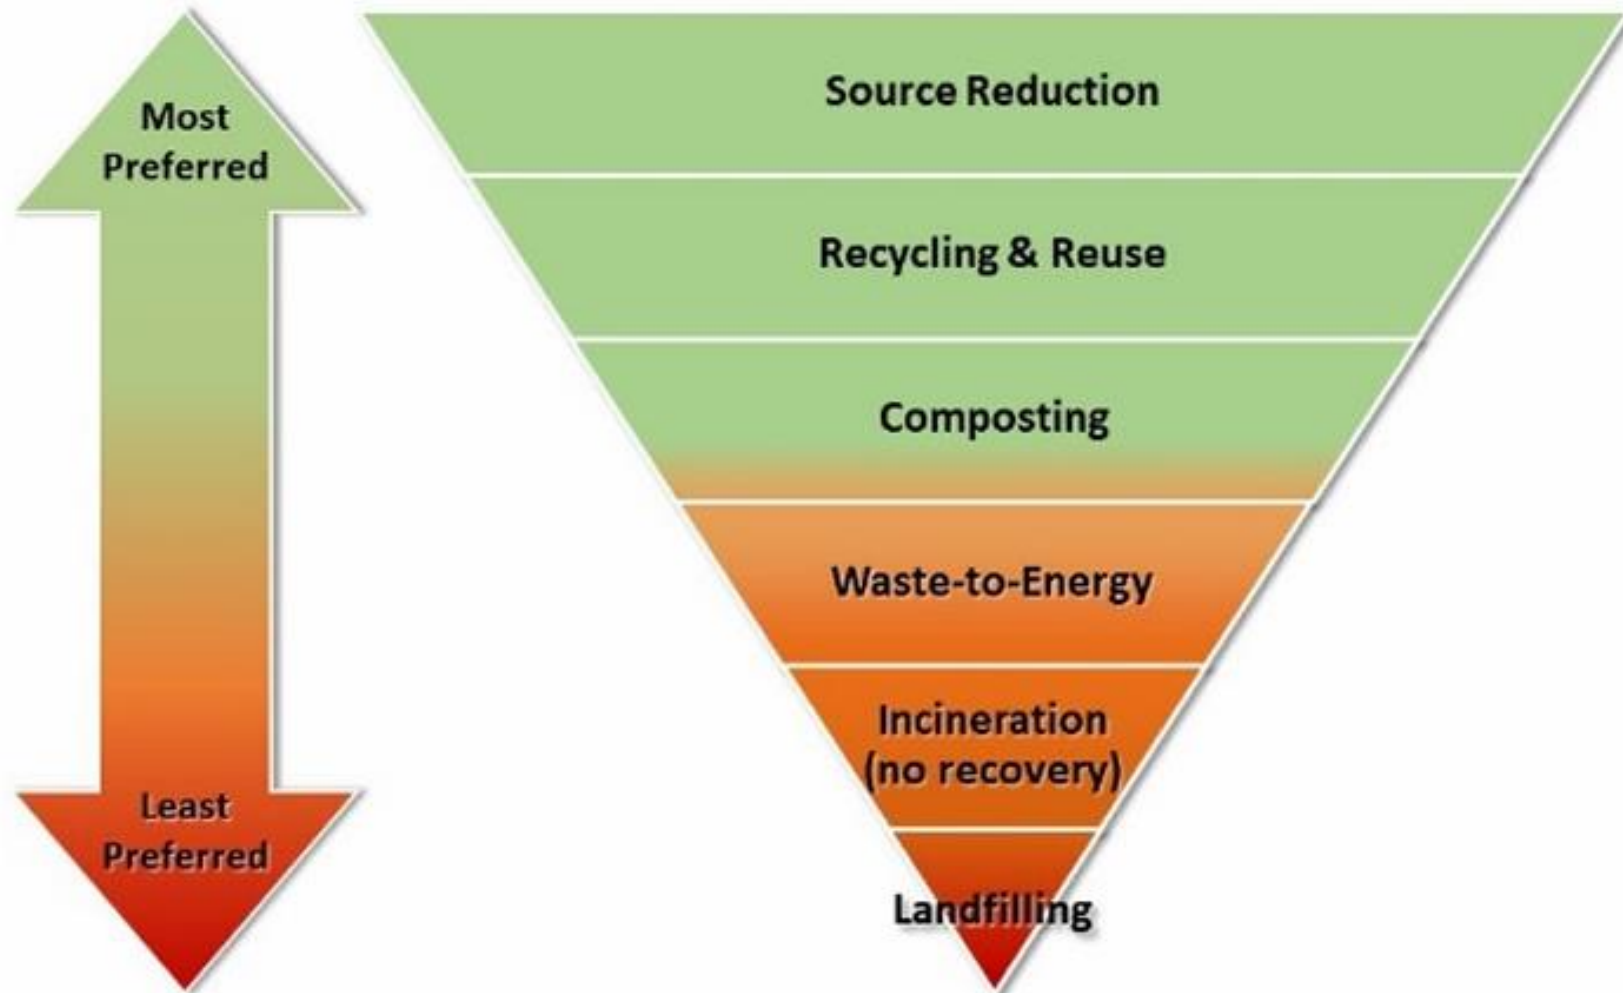 Most
Preferred
Source Reduction
Recycling & Reuse
Composting
Waste-to-Energy
Incineration
(no recovery)
Least
Preferred
Landfilling